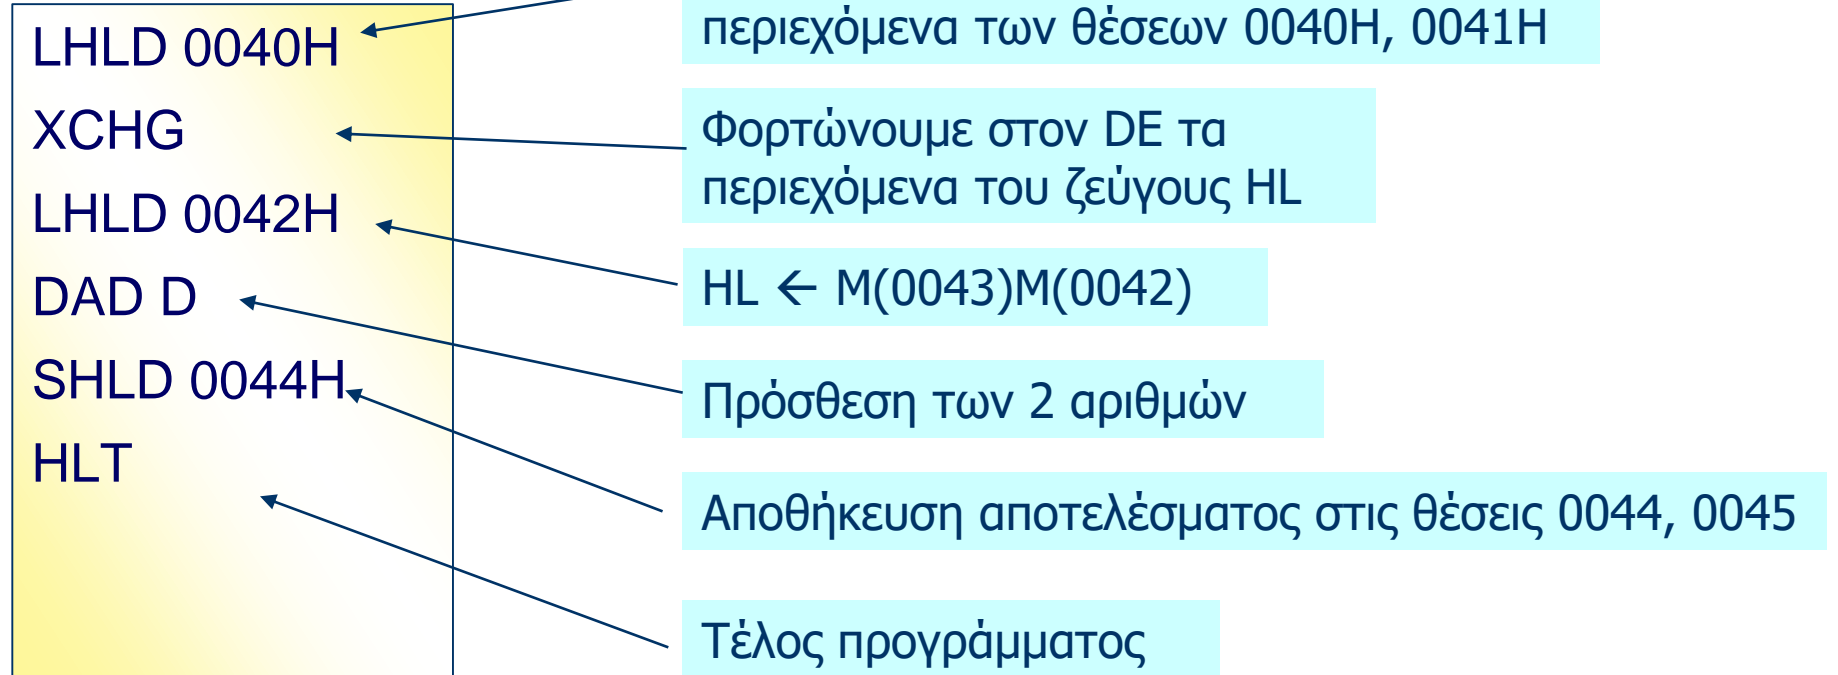 LHLD 0040H
XCHG
LHLD 0042H
DAD D
SHLD 0044H
HLT
περιεχόμενα των θέσεων 0040H, 0041H
Φορτώνουμε στον DE τα
περιεχόμενα του ζεύγους HL
HL ← M(0043)M(0042)
Πρόσθεση των 2 αριθμών
Αποθήκευση αποτελέσματος στις θέσεις 0044, 0045
Τέλος προγράμματος